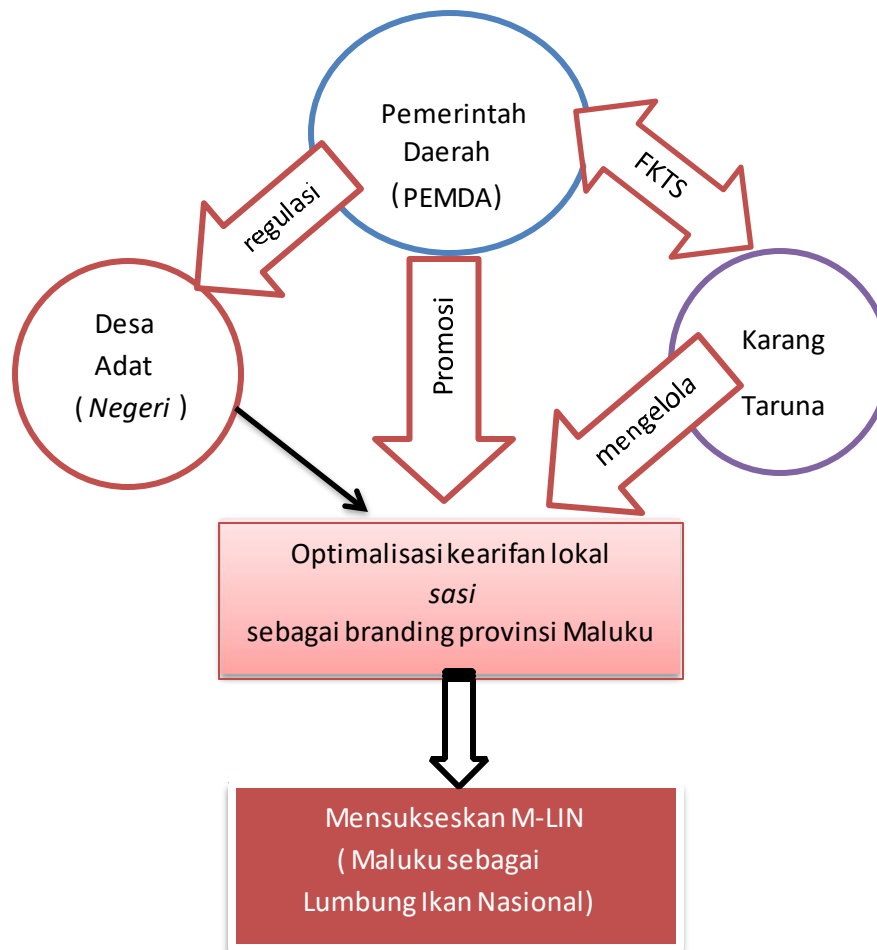 Pemerintah
Daerah
(PEMDA)
FKTS
regulasi
Desa
Adat
(Negeri )
Promosi
Karang
Taruna
mengelola
Optimalisasi kearifan lokal
sasi
sebagai branding provinsi Maluku
Mensukseskan M-LIN
( Maluku sebagai
Lumbung Ikan Nasional)